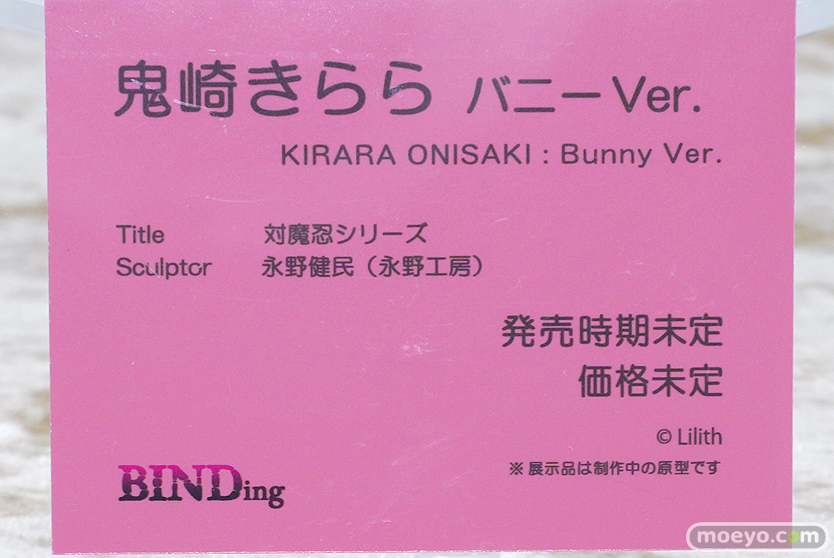 鬼崎きらら バニーVer.
KIRARA ONISAKI : Bunny Ver.
Title 対魔忍シリーズ
Sculptor 永野健民（永野工房）
発売時期未定
価格未定
© Lilith
※展示品は制作中の原型です
BINDing
moeyo.com